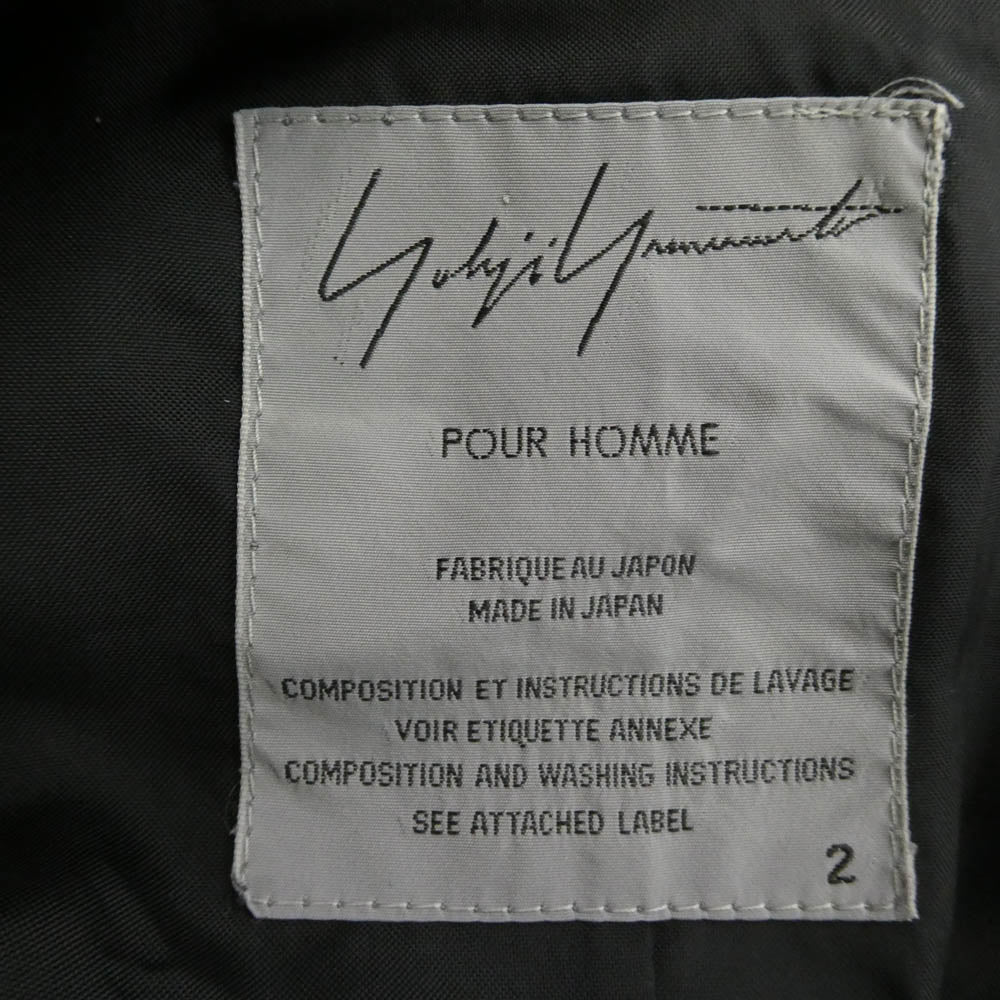 Yohji Yamamoto
POUR HOMME
FABRIQUE AU JAPON
MADE IN JAPAN
COMPOSITION ET INSTRUCTIONS DE LAVAGE
VOIR ETIQUETTE ANNEXE
COMPOSITION AND WASHING INSTRUCTIONS
SEE ATTACHED LABEL
2